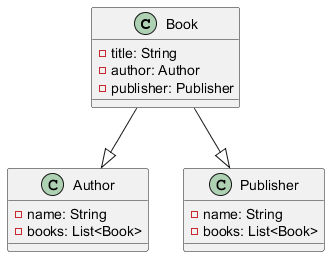 C Book
title: String
author: Author
publisher: Publisher
C Author
name: String
books: List<Book>
C Publisher
name: String
books: List<Book>